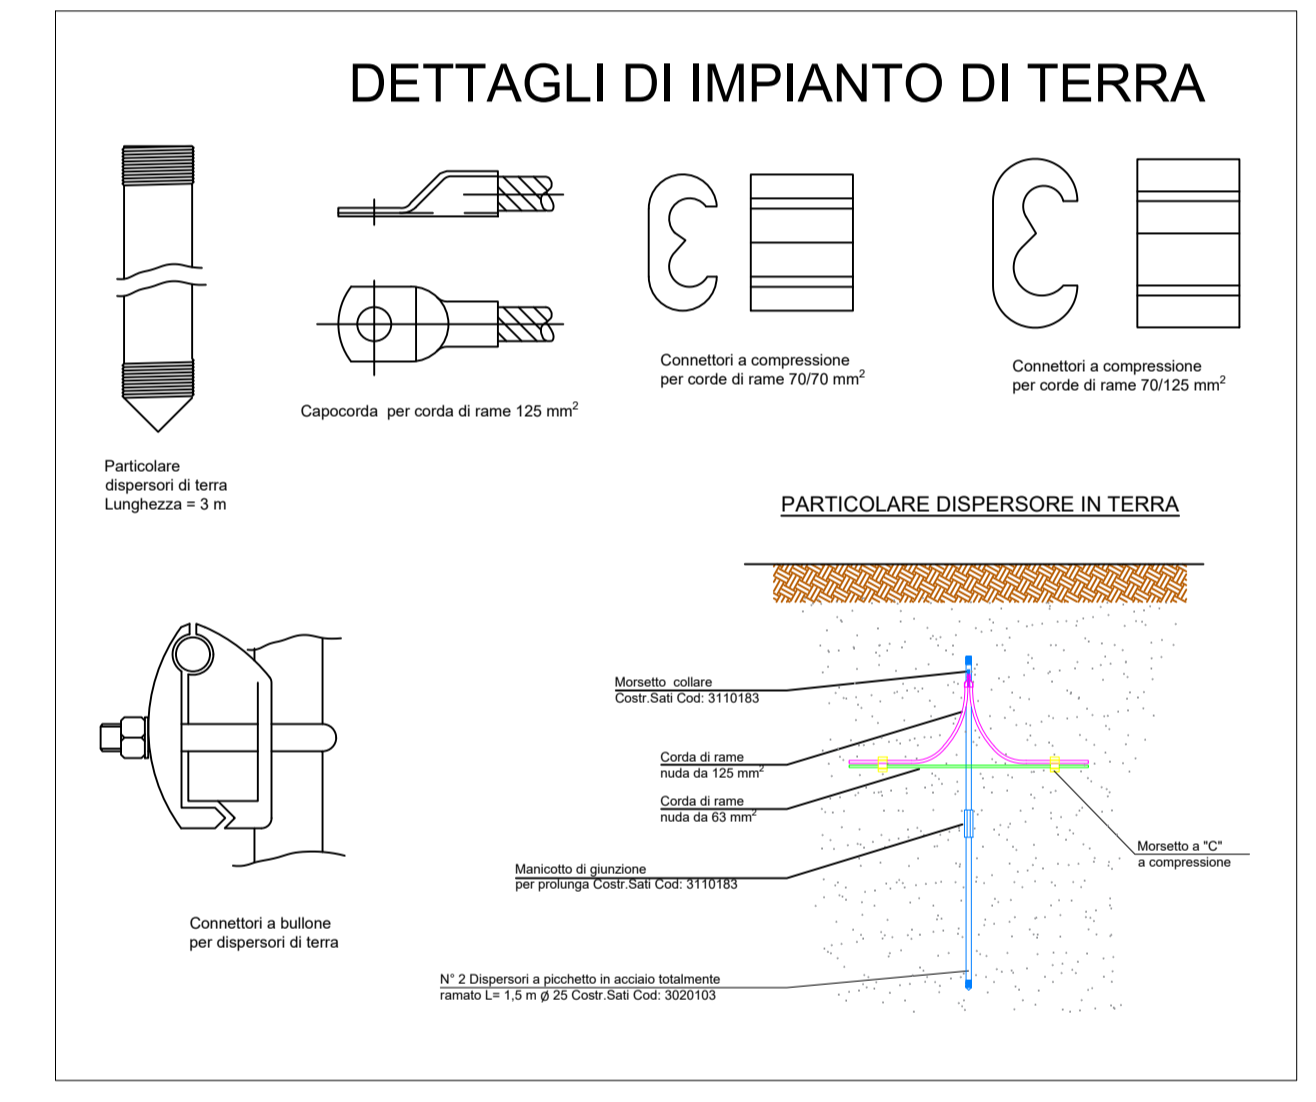 DETTAGLI DI IMPIANTO DI TERRA
Capocorda per corda di rame 125 mm²
Connettori a compressione
per corde di rame 70/70 mm²
Connettori a compressione
per corde di rame 70/125 mm²
Particolare
dispersori di terra
Lunghezza = 3 m
PARTICOLARE DISPERSORE IN TERRA
Morsetto collare
Costr.Sati Cod: 3110183
Corda di rame
nuda da 125 mm²
Corda di rame
nuda da 63 mm²
Morsetto a "C"
a compressione
Manicotto di giunzione
per prolunga Costr.Sati Cod: 3110183
Connettori a bullone
per dispersori di terra
N° 2 Dispersori a picchetto in acciaio totalmente
ramato L= 1,5 m Ø 25 Costr.Sati Cod: 3020103